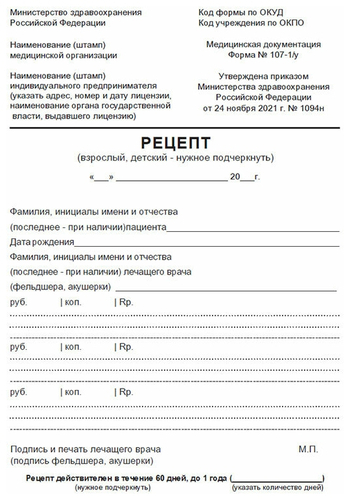 Министерство здравоохранения
Российской Федерации
Код формы по ОКУД
Код учреждения по ОКПО
Наименование (штамп)
медицинской организации
Медицинская документация
Форма № 107-1/у
Наименование (штамп)
индивидуального предпринимателя
(указать адрес, номер и дату лицензии,
наименование органа государственной
власти, выдавшего лицензию)
Утверждена приказом
Министерства здравоохранения
Российской Федерации
от 24 ноября 2021 г. № 1094н
РЕЦЕПТ
(взрослый, детский - нужное подчеркнуть)
«___» ______________________ 20___г.
Фамилия, инициалы имени и отчества
(последнее - при наличии)пациента
Дата рождения
Фамилия, инициалы имени и отчества
(последнее - при наличии) лечащего врача
(фельдшера, акушерки)
руб. | коп. | Rp.
руб. | коп. | Rp.
руб. | коп. | Rp.
Подпись и печать лечащего врача М.П.
(подпись фельдшера, акушерки)
Рецепт действителен в течение 60 дней, до 1 года (____________________)
(нужное подчеркнуть) (указать количество дней)